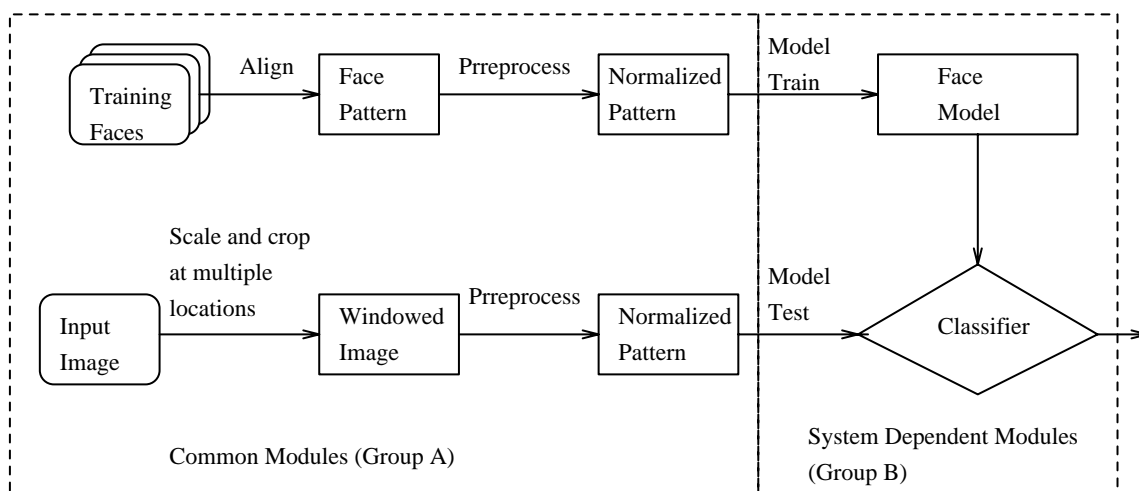 Training
Faces
Align
Face
Pattern
Prreprocess
Normalized
Pattern
Model
Train
Face
Model
Scale and crop
at multiple
locations
Input
Image
Windowed
Image
Prreprocess
Normalized
Pattern
Model
Test
Classifier
Common Modules (Group A)
System Dependent Modules
(Group B)